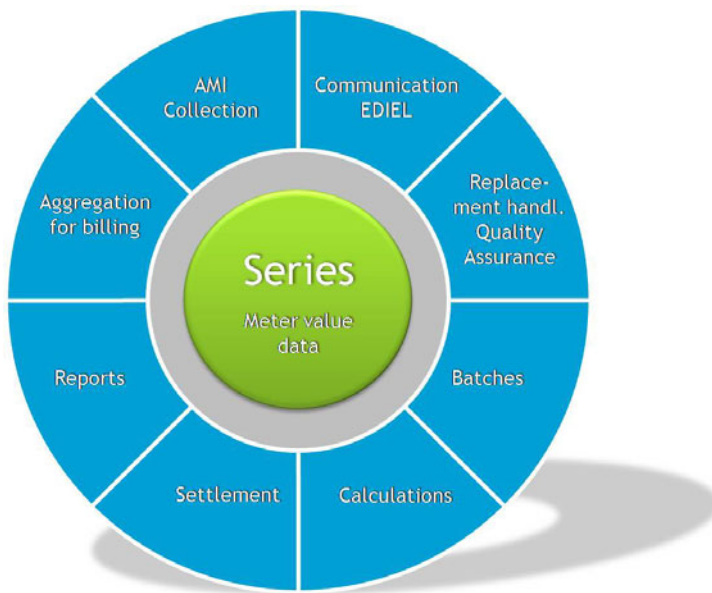 AMI
Collection
Communication
EDIEL
Replace-
ment handl.
Quality
Assurance
Aggregation
for billing
Series
Meter value
data
Reports
Batches
Settlement
Calculations